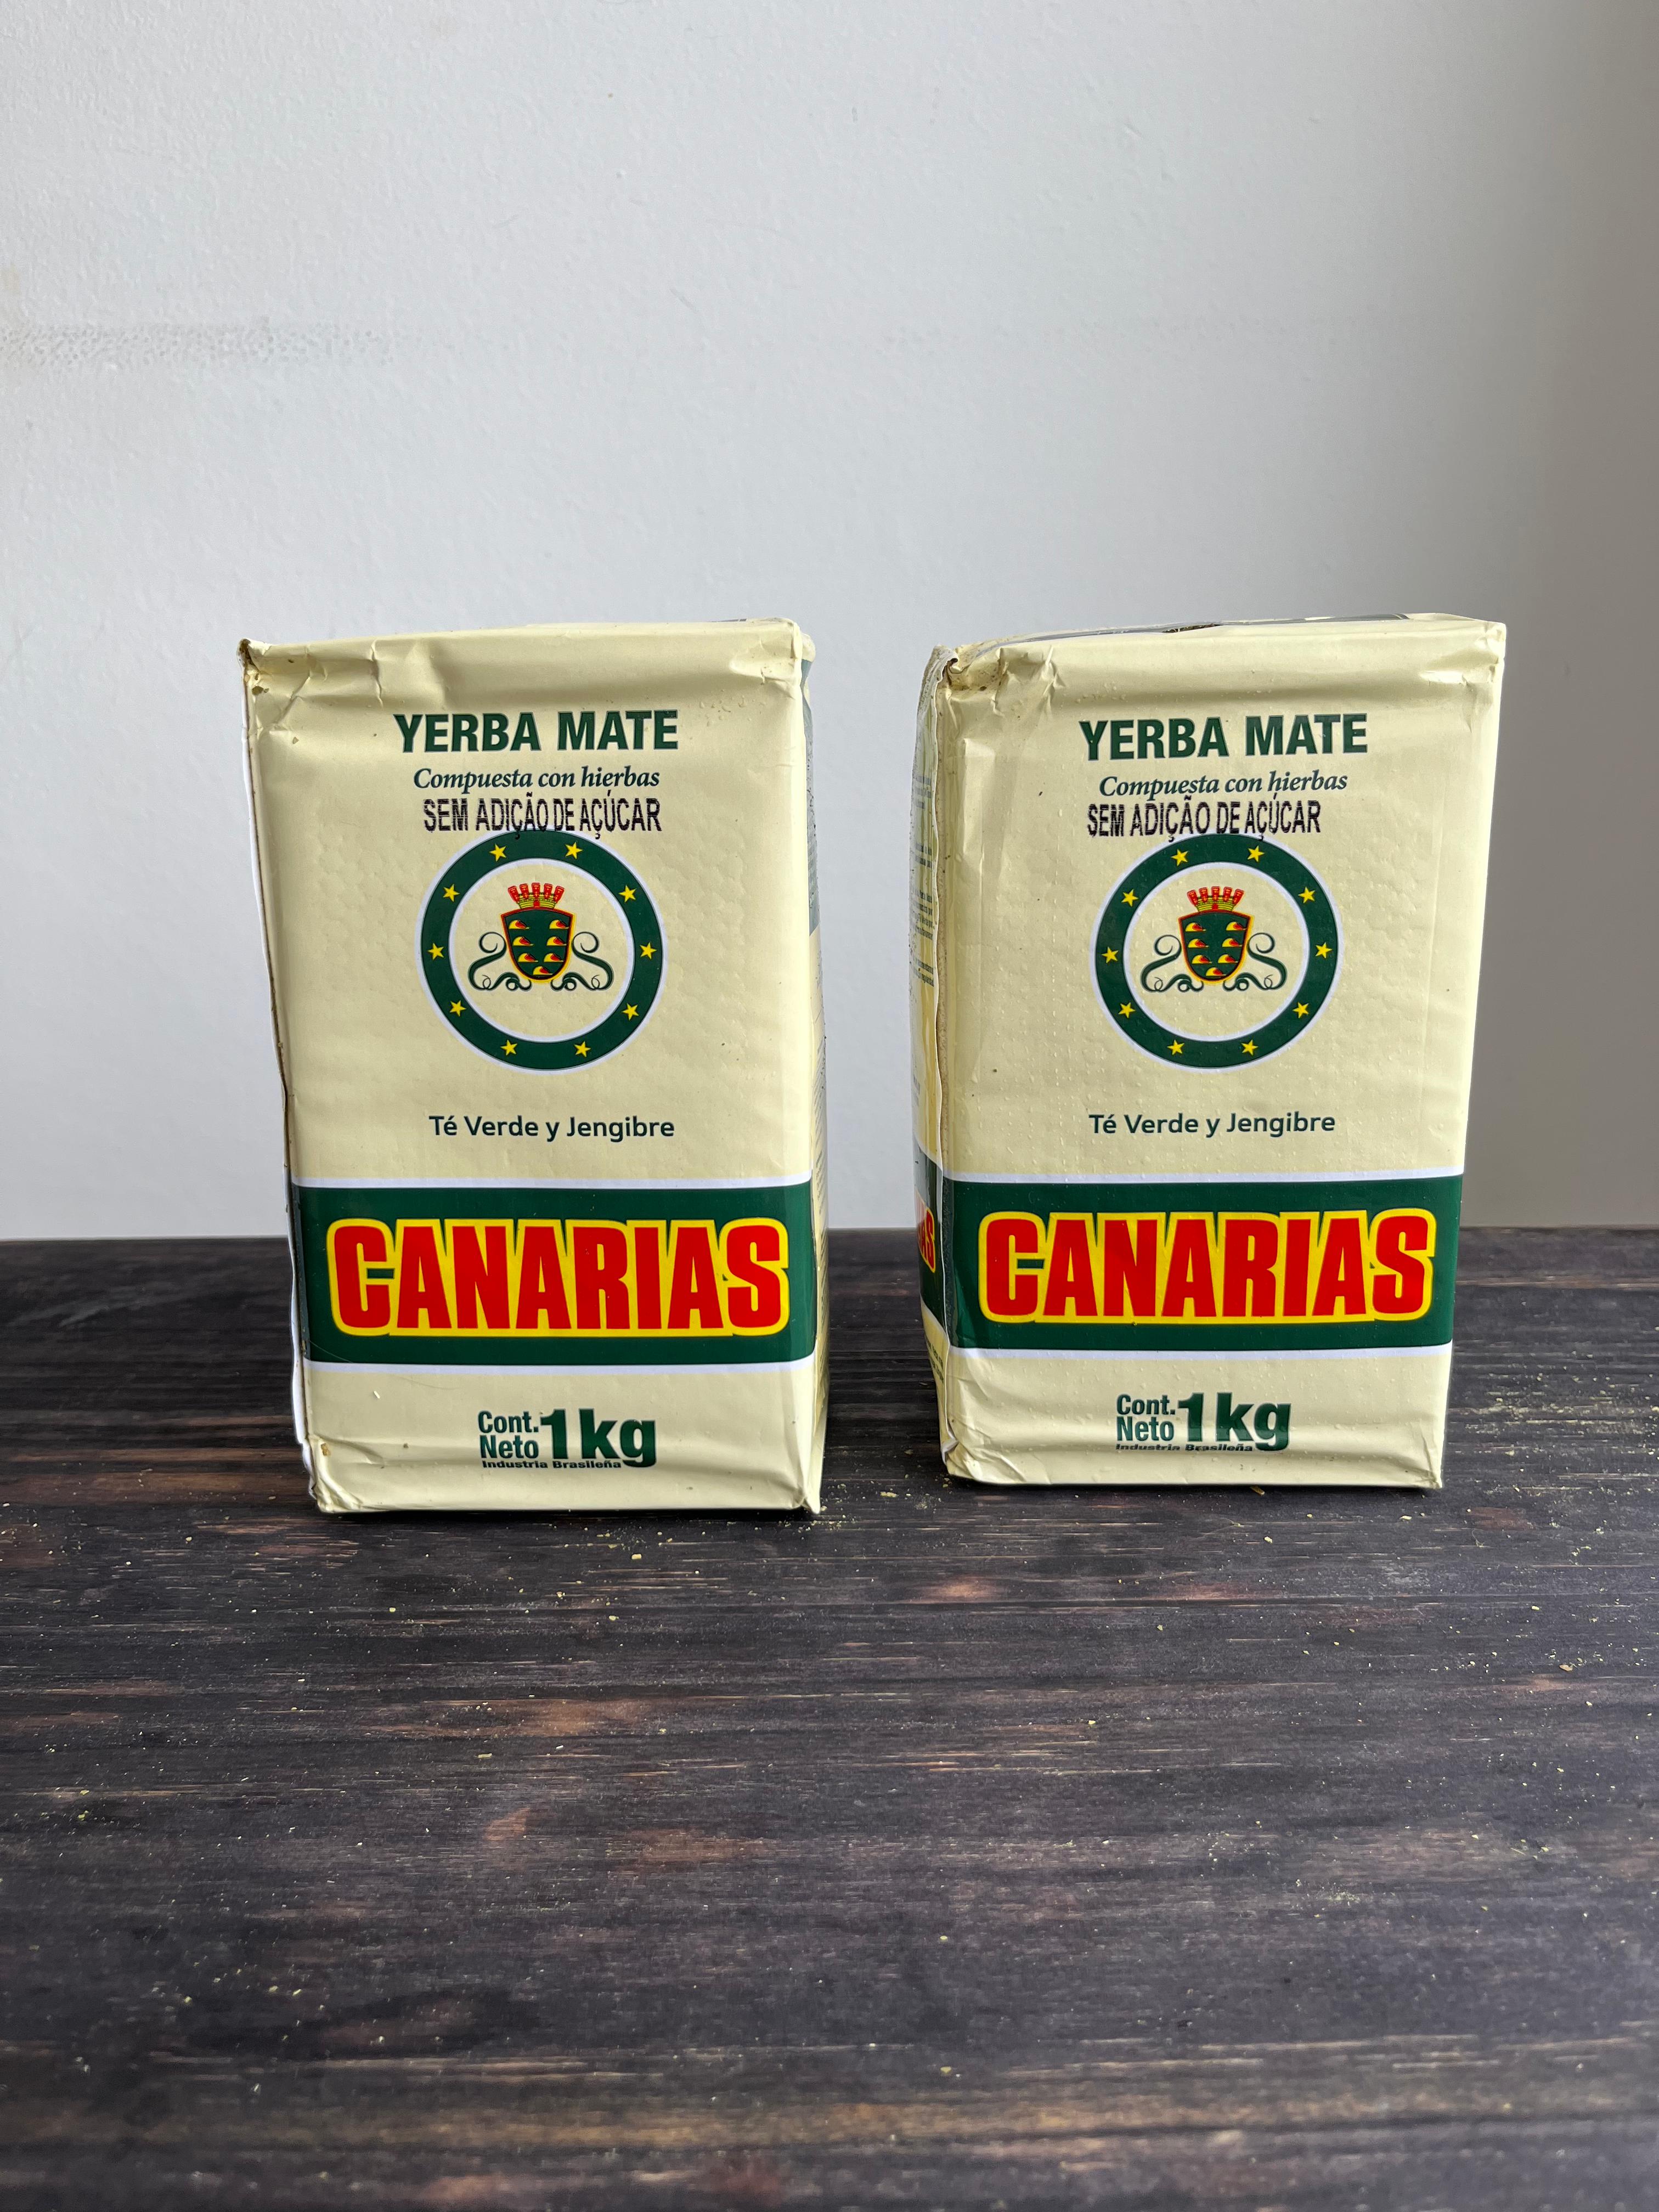 YERBA MATE
Compuesta con hierbas
SEM ADIÇÃO DE AÇÚCAR
Té Verde y Jengibre
CANARIAS
Cont. Neto 1kg
Industria Brasileña
YERBA MATE
Compuesta con hierbas
SEM ADIÇÃO DE AÇÚCAR
Té Verde y Jengibre
CANARIAS
Cont. Neto 1kg
Industria Brasileña